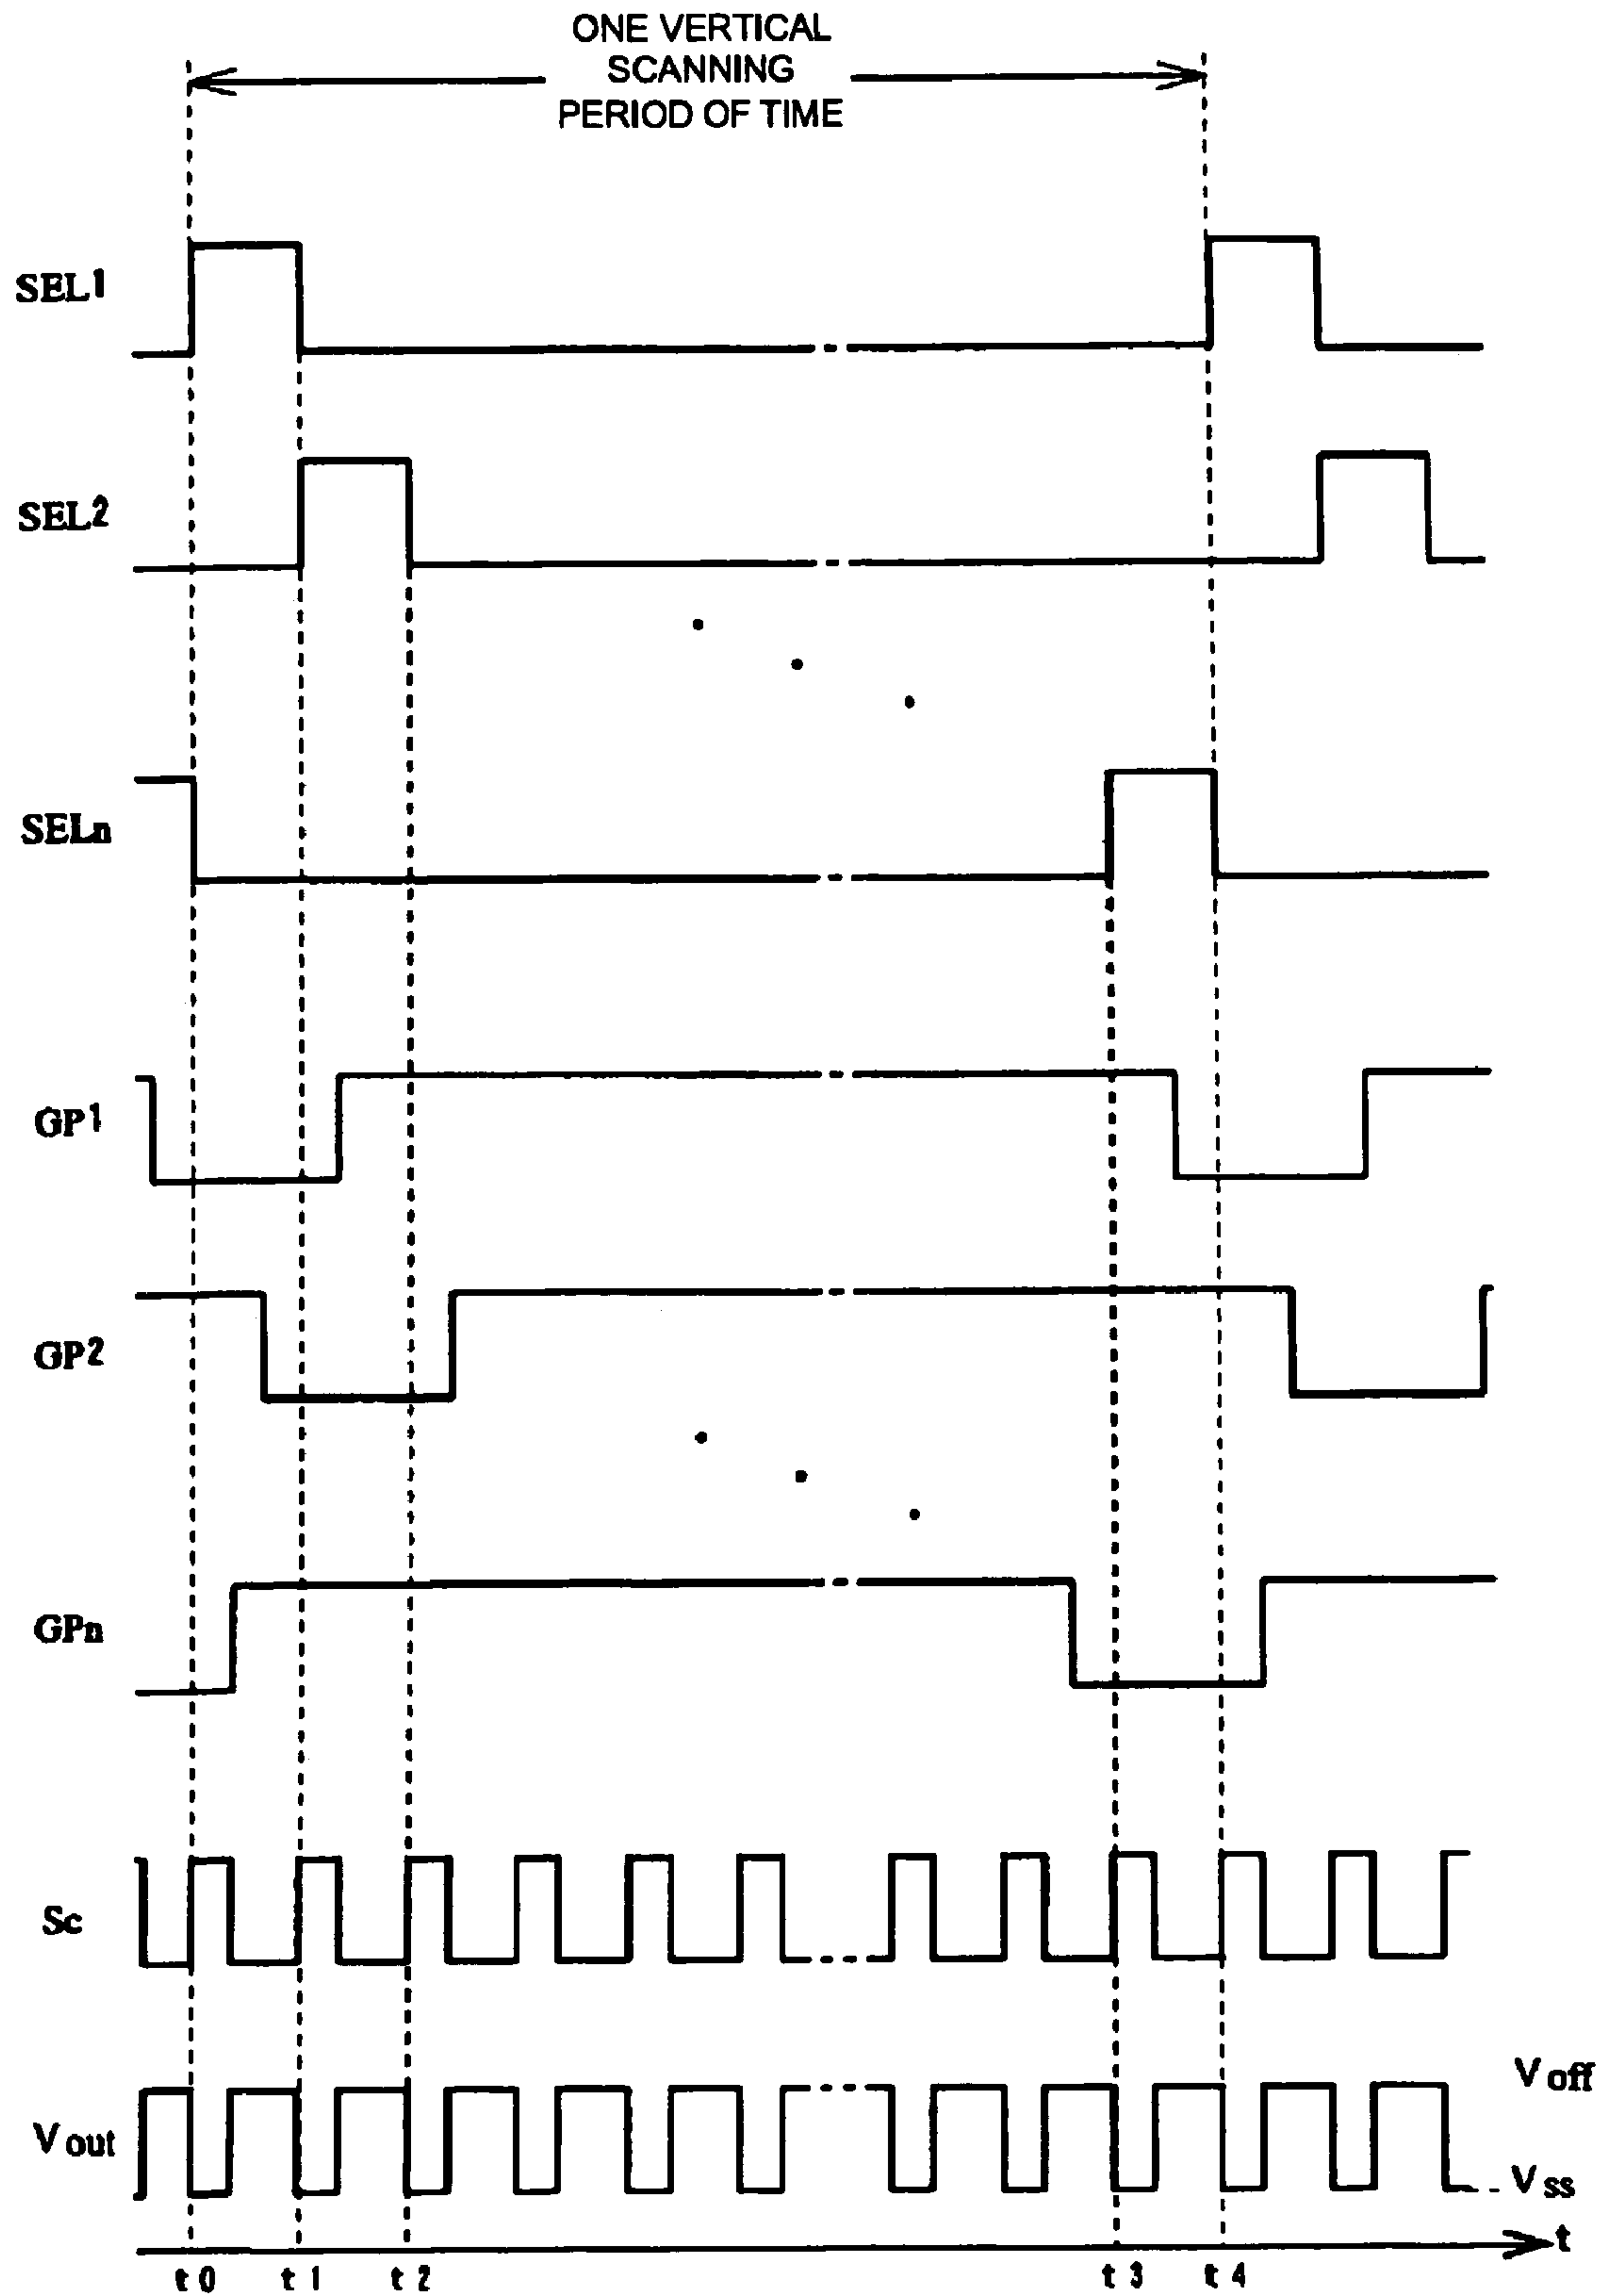 ONE VERTICAL
SCANNING
PERIOD OF TIME
SEL1
SEL2
SELn
GP1
GP2
GPn
Sc
Voff
Vout
Vss
t
t0 t1 t2 t3 t4